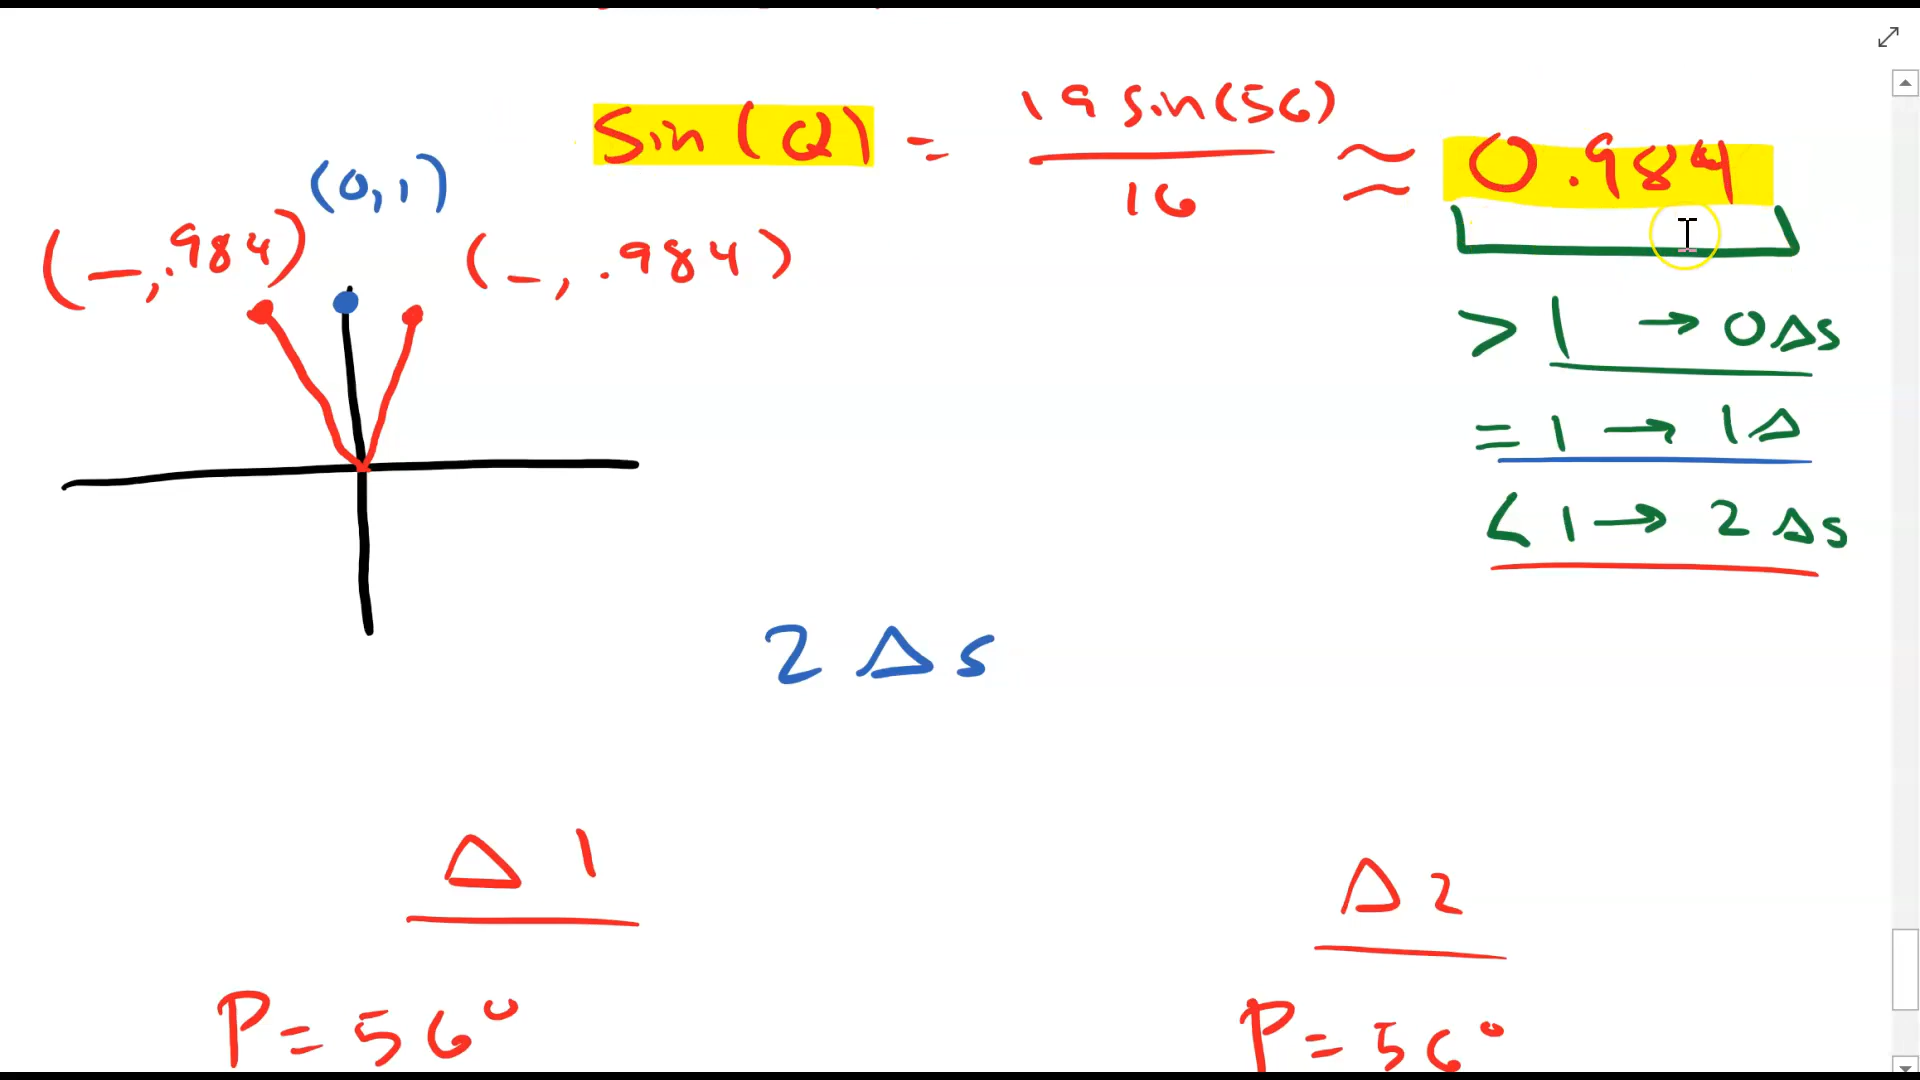 sin(Q) = 19 sin(56) / 16 ≈ 0.984
(0,1)
(—, .984)
(–, .984)
> 1 → 0 Δs
= 1 → 1 Δ
< 1 → 2 Δs
2 Δs
Δ 1
Δ 2
P = 56°
P = 56°